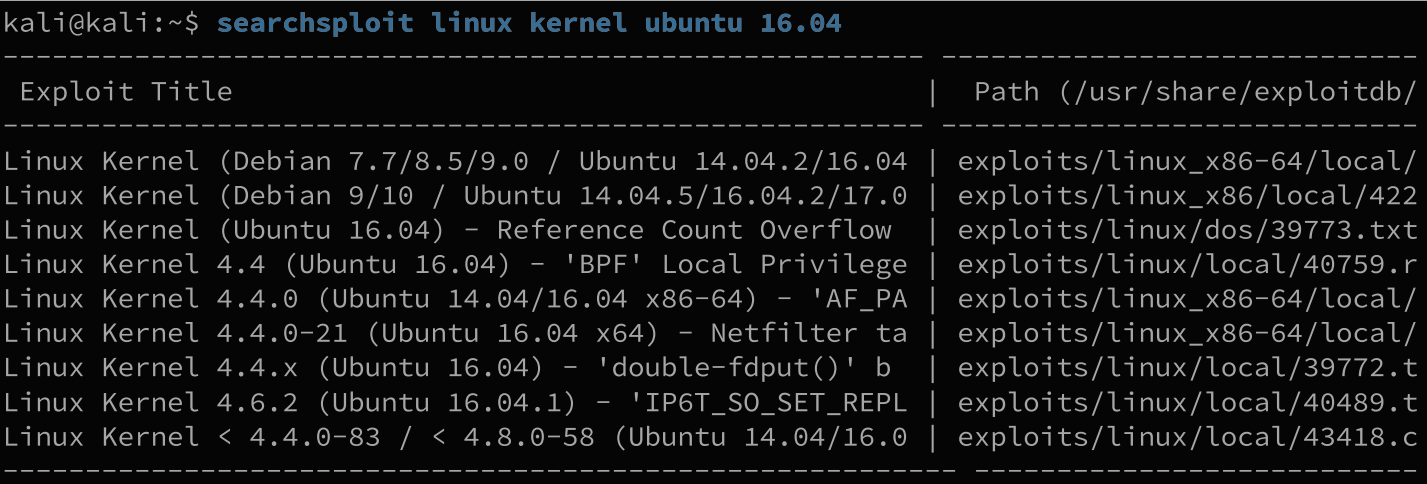 kali@kali:~$ searchsploit linux kernel ubuntu 16.04
-------------------------------------------------------- -----------------------------
 Exploit Title                                          |  Path (/usr/share/exploitdb/
-------------------------------------------------------- -----------------------------
Linux Kernel (Debian 7.7/8.5/9.0 / Ubuntu 14.04.2/16.04 | exploits/linux_x86-64/local/
Linux Kernel (Debian 9/10 / Ubuntu 14.04.5/16.04.2/17.0 | exploits/linux_x86/local/422
Linux Kernel (Ubuntu 16.04) - Reference Count Overflow  | exploits/linux/dos/39773.txt
Linux Kernel 4.4 (Ubuntu 16.04) - 'BPF' Local Privilege | exploits/linux/local/40759.r
Linux Kernel 4.4.0 (Ubuntu 14.04/16.04 x86-64) - 'AF_PA | exploits/linux_x86-64/local/
Linux Kernel 4.4.0-21 (Ubuntu 16.04 x64) - Netfilter ta | exploits/linux_x86-64/local/
Linux Kernel 4.4.x (Ubuntu 16.04) - 'double-fdput()' b  | exploits/linux/local/39772.t
Linux Kernel 4.6.2 (Ubuntu 16.04.1) - 'IP6T_SO_SET_REPL | exploits/linux/local/40489.t
Linux Kernel < 4.4.0-83 / < 4.8.0-58 (Ubuntu 14.04/16.0 | exploits/linux/local/43418.c
---------------------------------------------------------- ---------------------------